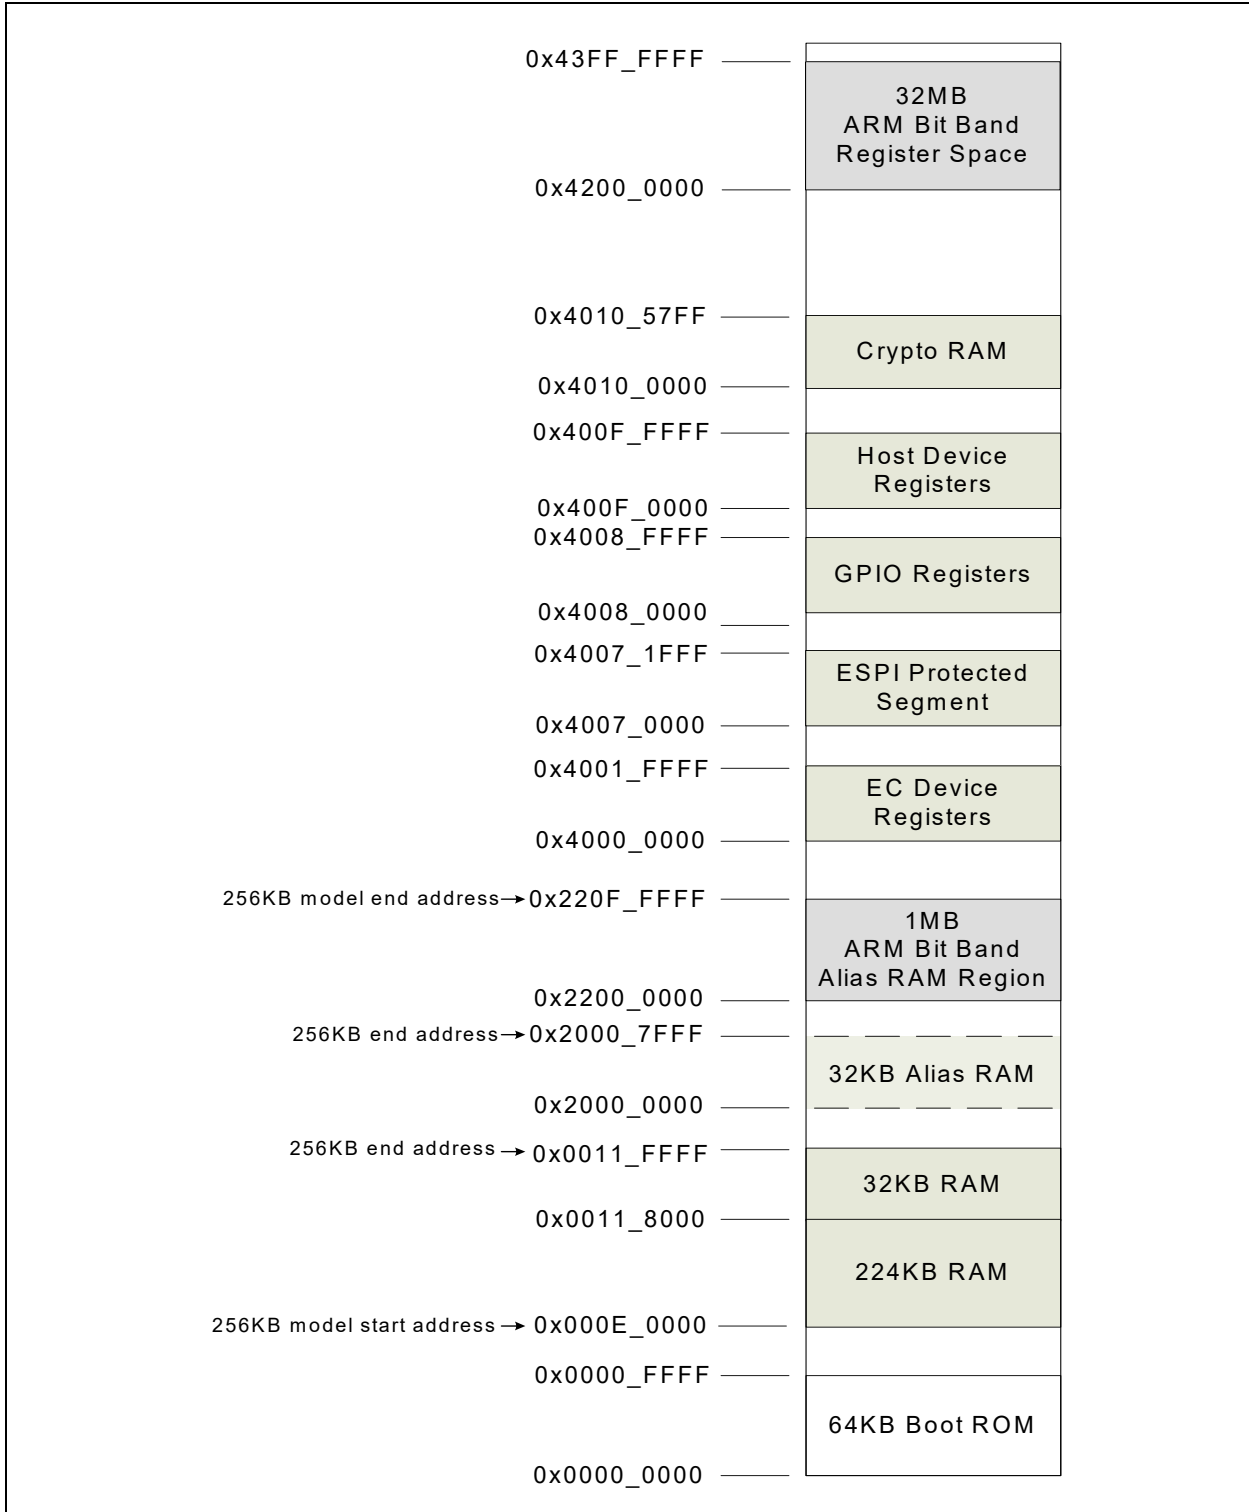 0x43FF_FFFF
32MB
ARM Bit Band
Register Space
0x4200_0000
0x4010_57FF
Crypto RAM
0x4010_0000
0x400F_FFFF
Host Device
Registers
0x400F_0000
0x4008_FFFF
GPIO Registers
0x4008_0000
0x4007_1FFF
ESPI Protected
Segment
0x4007_0000
0x4001_FFFF
EC Device
Registers
0x4000_0000
256KB model end address 0x220F_FFFF
1MB
ARM Bit Band
Alias RAM Region
0x2200_0000
256KB end address 0x2000_7FFF
32KB Alias RAM
0x2000_0000
256KB end address 0x0011_FFFF
32KB RAM
0x0011_8000
224KB RAM
256KB model start address 0x000E_0000
0x0000_FFFF
64KB Boot ROM
0x0000_0000